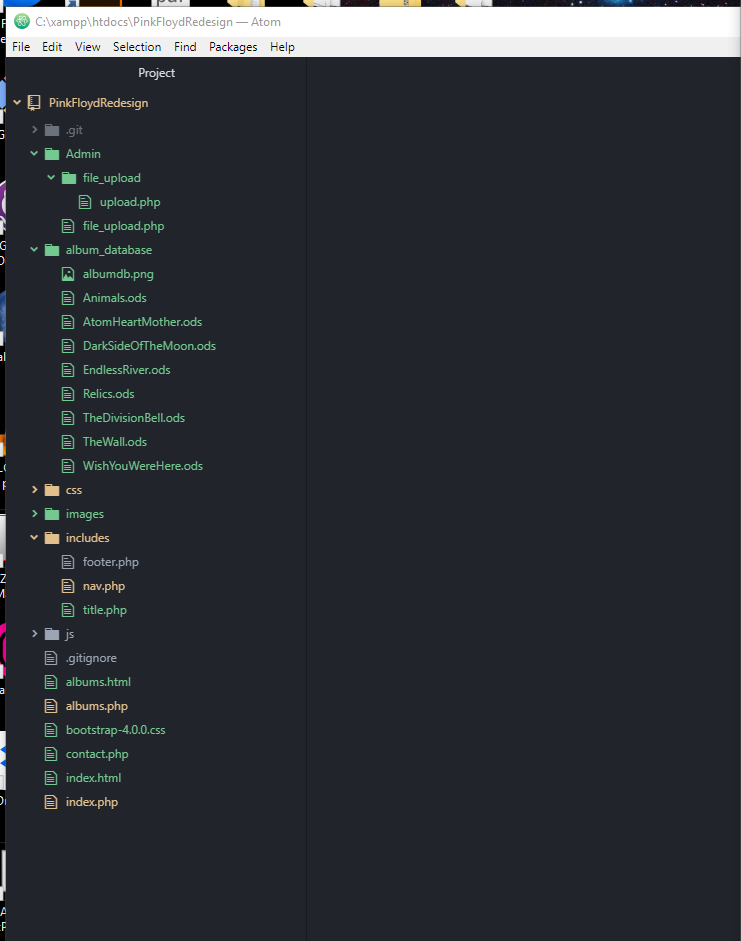 C:\xampp\htdocs\PinkFloydRedesign — Atom
File Edit View Selection Find Packages Help
Project
PinkFloydRedesign
.git
Admin
file_upload
upload.php
file_upload.php
album_database
albumdb.png
Animals.ods
AtomHeartMother.ods
DarkSideOfTheMoon.ods
EndlessRiver.ods
Relics.ods
TheDivisionBell.ods
TheWall.ods
WishYouWereHere.ods
css
images
includes
footer.php
nav.php
title.php
js
.gitignore
albums.html
albums.php
bootstrap-4.0.0.css
contact.php
index.html
index.php